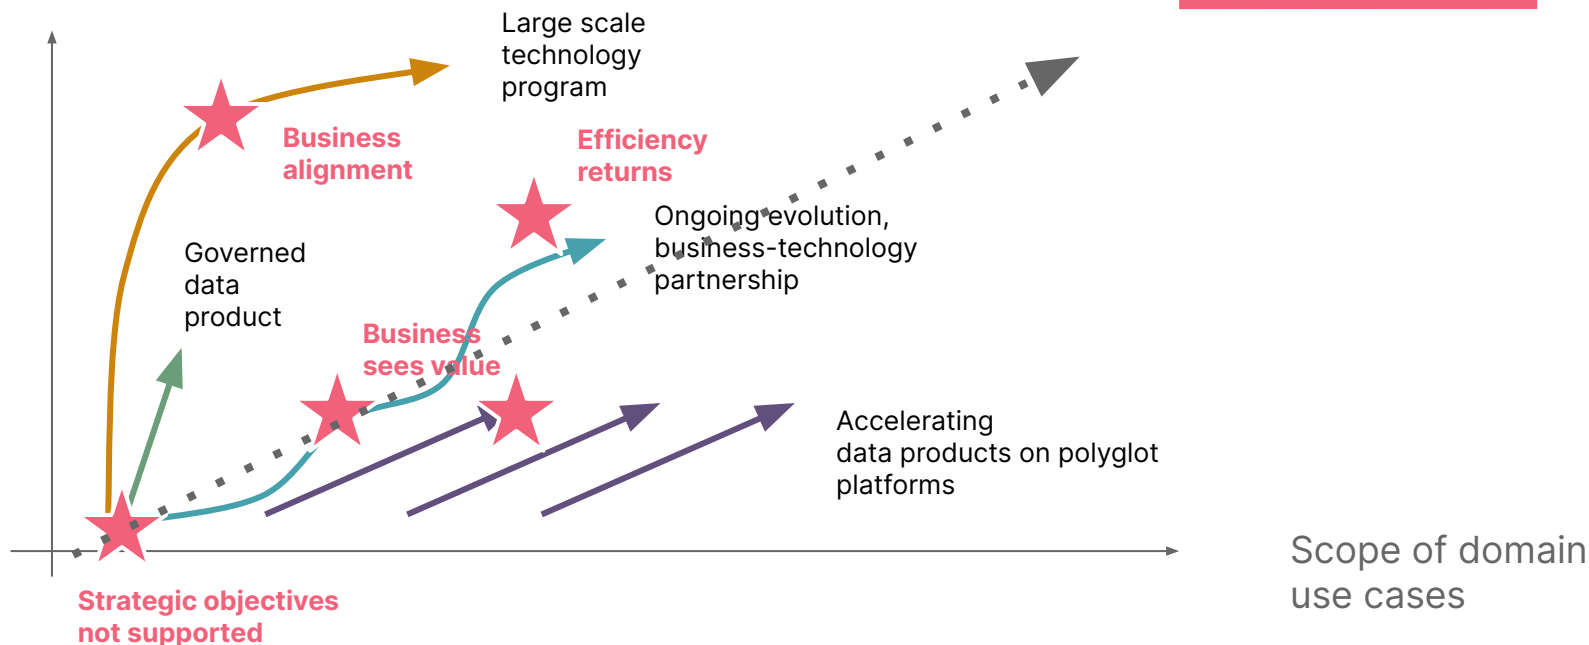 Large scale
technology
program
Business
alignment
Efficiency
returns
Ongoing evolution,
business-technology
partnership
Governed
data
product
Business
sees value
Accelerating
data products on polyglot
platforms
Scope of domain
use cases
Strategic objectives
not supported